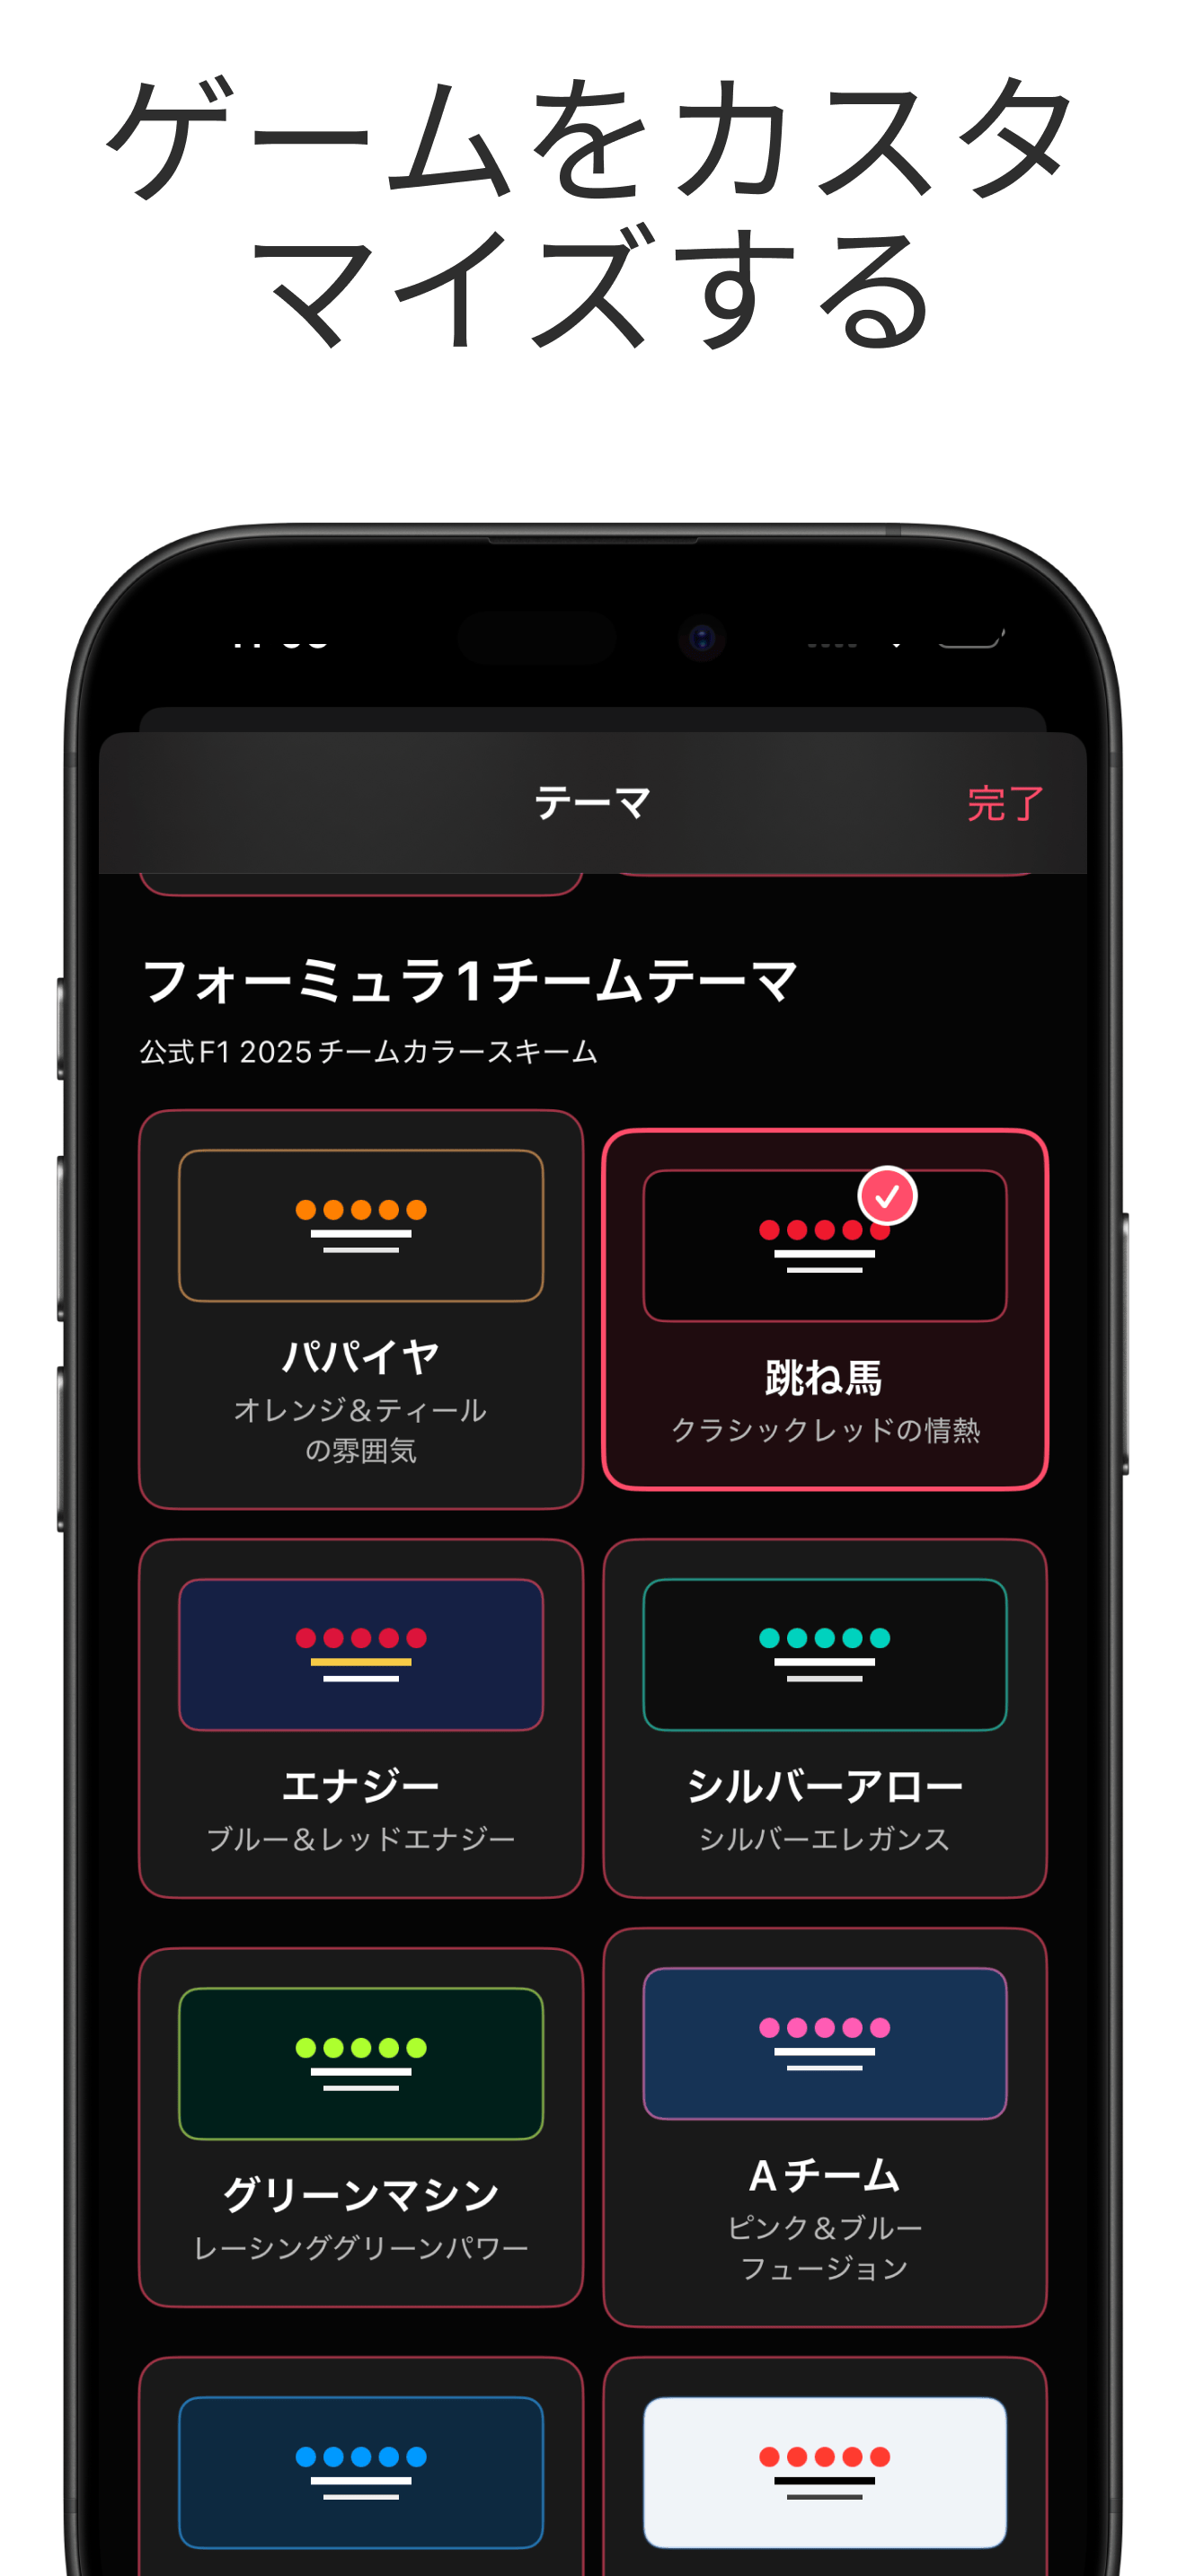 ゲームをカスタ
マイズする
テーマ
完了
フォーミュラ1チームテーマ
公式F1 2025チームカラースキーム
パパイヤ
オレンジ&ティール
の雰囲気
跳ね馬
クラシックレッドの情熱
エナジー
ブルー&レッドエナジー
シルバーアロー
シルバーエレガンス
グリーンマシン
レーシンググリーンパワー
Aチーム
ピンク&ブルー
フュージョン